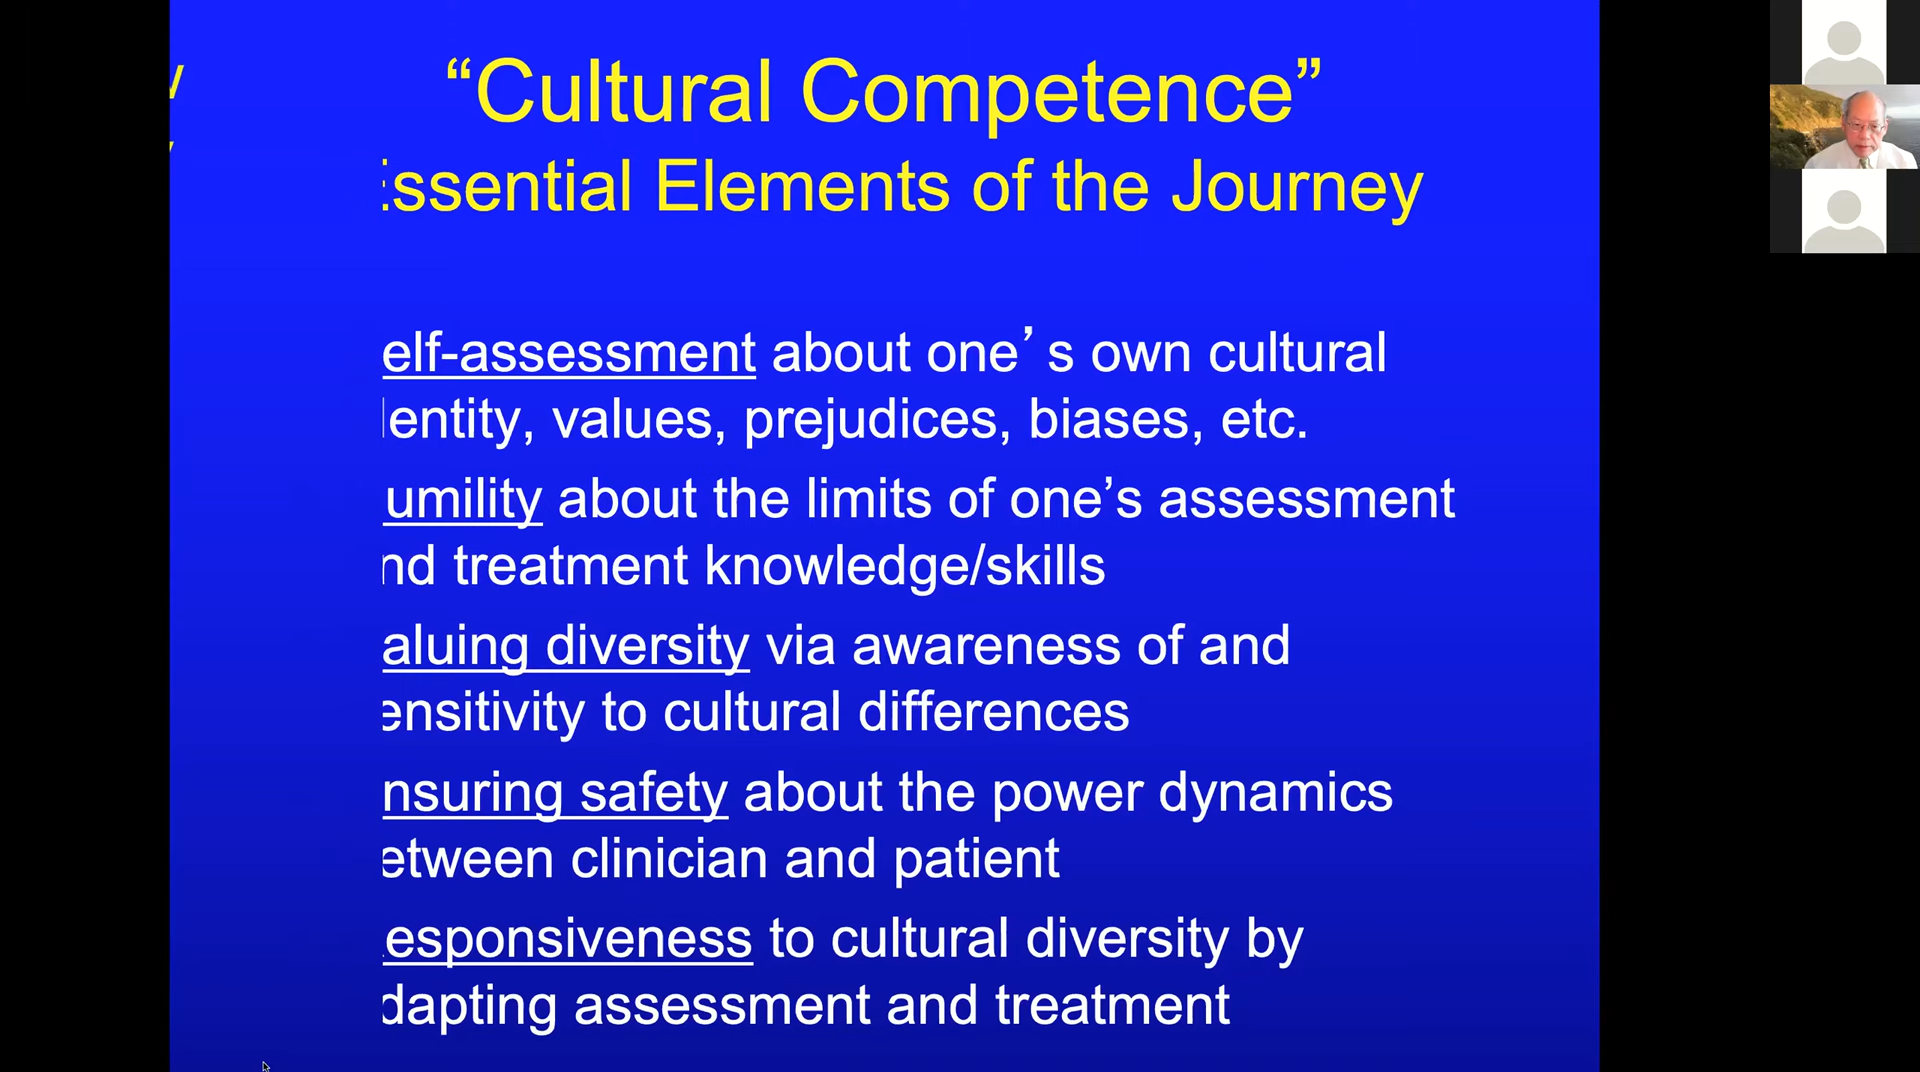 “Cultural Competence”
Essential Elements of the Journey
elf-assessment about one’s own cultural
entity, values, prejudices, biases, etc.
umility about the limits of one’s assessment
nd treatment knowledge/skills
aluing diversity via awareness of and
ensitivity to cultural differences
nsuring safety about the power dynamics
etween clinician and patient
esponsiveness to cultural diversity by
dapting assessment and treatment